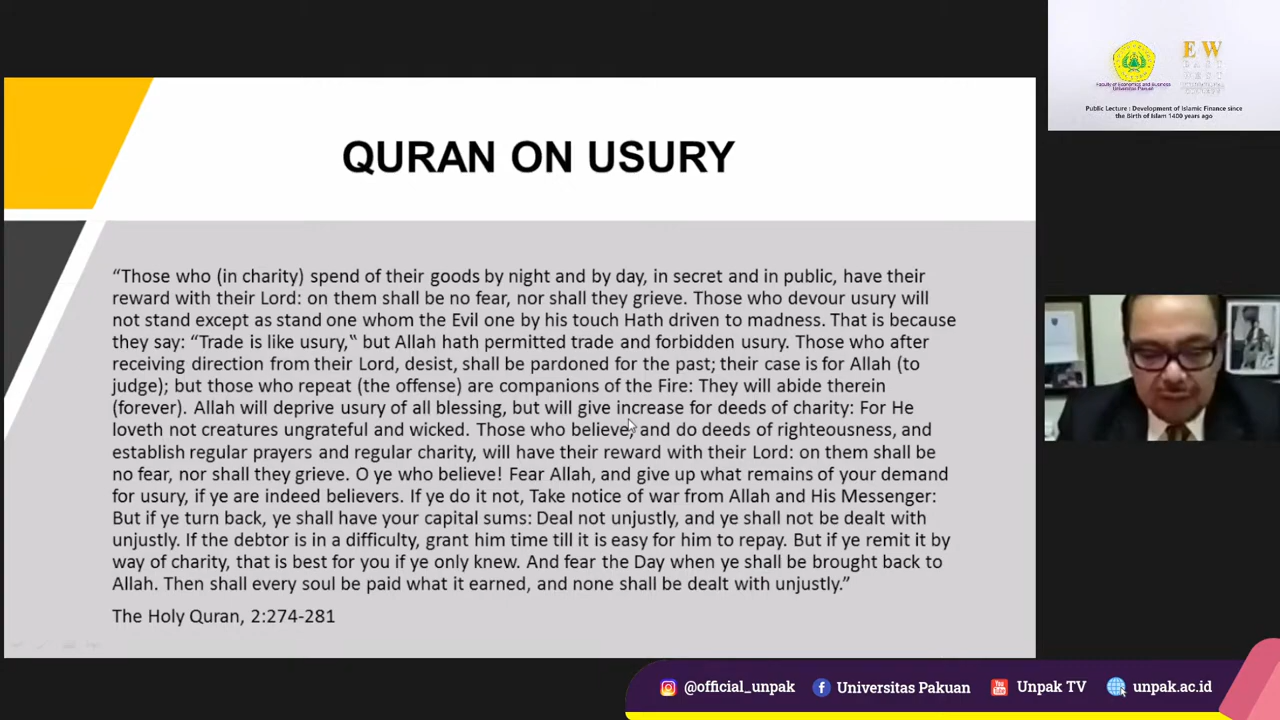 QURAN ON USURY
“Those who (in charity) spend of their goods by night and by day, in secret and in public, have their
reward with their Lord: on them shall be no fear, nor shall they grieve. Those who devour usury will
not stand except as stand one whom the Evil one by his touch Hath driven to madness. That is because
they say: “Trade is like usury,‟ but Allah hath permitted trade and forbidden usury. Those who after
receiving direction from their Lord, desist, shall be pardoned for the past; their case is for Allah (to
judge); but those who repeat (the offense) are companions of the Fire: They will abide therein
(forever). Allah will deprive usury of all blessing, but will give increase for deeds of charity: For He
loveth not creatures ungrateful and wicked. Those who believe, and do deeds of righteousness, and
establish regular prayers and regular charity, will have their reward with their Lord: on them shall be
no fear, nor shall they grieve. O ye who believe! Fear Allah, and give up what remains of your demand
for usury, if ye are indeed believers. If ye do it not, Take notice of war from Allah and His Messenger:
But if ye turn back, ye shall have your capital sums: Deal not unjustly, and ye shall not be dealt with
unjustly. If the debtor is in a difficulty, grant him time till it is easy for him to repay. But if ye remit it by
way of charity, that is best for you if ye only knew. And fear the Day when ye shall be brought back to
Allah. Then shall every soul be paid what it earned, and none shall be dealt with unjustly.”
The Holy Quran, 2:274-281
Faculty of Economics and Business
Universitas Pakuan
EW
EAST
WEST
Public Lecture : Development of Islamic Finance since
the Birth of Islam 1400 years ago
@official_unpak
Universitas Pakuan
You
Unpak TV
unpak.ac.id